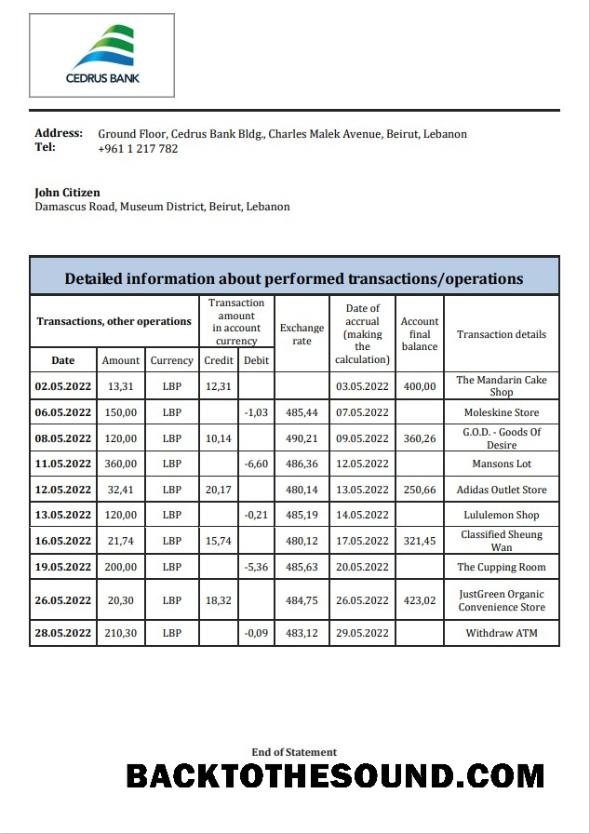 CEDRUS BANK
Address: Ground Floor, Cedrus Bank Bldg., Charles Malek Avenue, Beirut, Lebanon
Tel: +961 1 217 782
John Citizen
Damascus Road, Museum District, Beirut, Lebanon
Detailed information about performed transactions/operations
Transactions, other operations
Transaction
amount
in account
currency
Exchange
rate
Date of
accrual
(making
the
calculation)
Account
final
balance
Transaction details
Date Amount Currency Credit Debit
02.05.2022 13,31 LBP 12,31 03.05.2022 400,00 The Mandarin Cake
Shop
06.05.2022 150,00 LBP -1,03 485,44 07.05.2022 Moleskine Store
08.05.2022 120,00 LBP 10,14 490,21 09.05.2022 360,26 G.O.D. - Goods Of
Desire
11.05.2022 360,00 LBP -6,60 486,36 12.05.2022 Mansons Lot
12.05.2022 32,41 LBP 20,17 480,14 13.05.2022 250,66 Adidas Outlet Store
13.05.2022 120,00 LBP -0,21 485,19 14.05.2022 Lululemon Shop
16.05.2022 21,74 LBP 15,74 480,12 17.05.2022 321,45 Classified Sheung
Wan
19.05.2022 200,00 LBP -5,36 485,63 20.05.2022 The Cupping Room
26.05.2022 20,30 LBP 18,32 484,75 26.05.2022 423,02 JustGreen Organic
Convenience Store
28.05.2022 210,30 LBP -0,09 483,12 29.05.2022 Withdraw ATM
End of Statement
BACKTOTHESOUND.COM